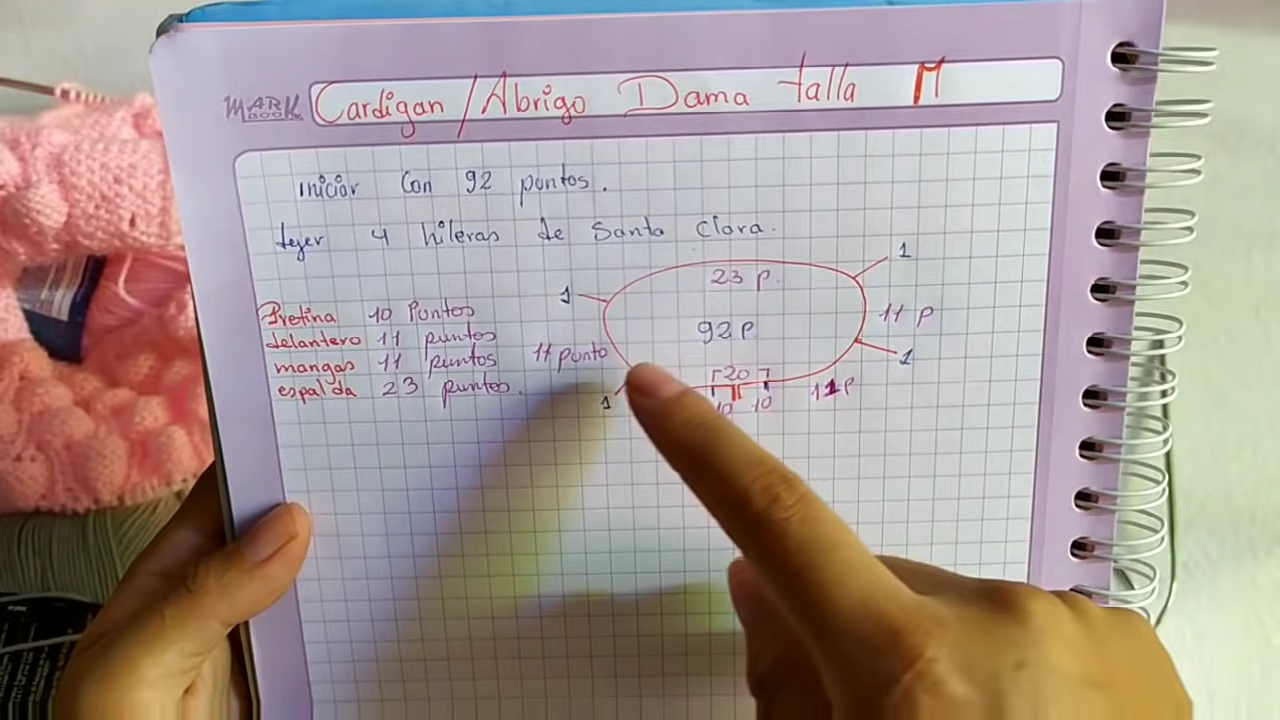 MARK BOOK
Cardigan / Abrigo Dama talla M
iniciar Con 92 puntos.
tejer 4 hileras de Santa Clara.
Pretina 10 Puntos
delantero 11 puntos
mangas 11 puntos
espalda 23 puntos.
1
23 p.
1
11 p
92 p.
11 punto
1
20
1
10
10
11 p